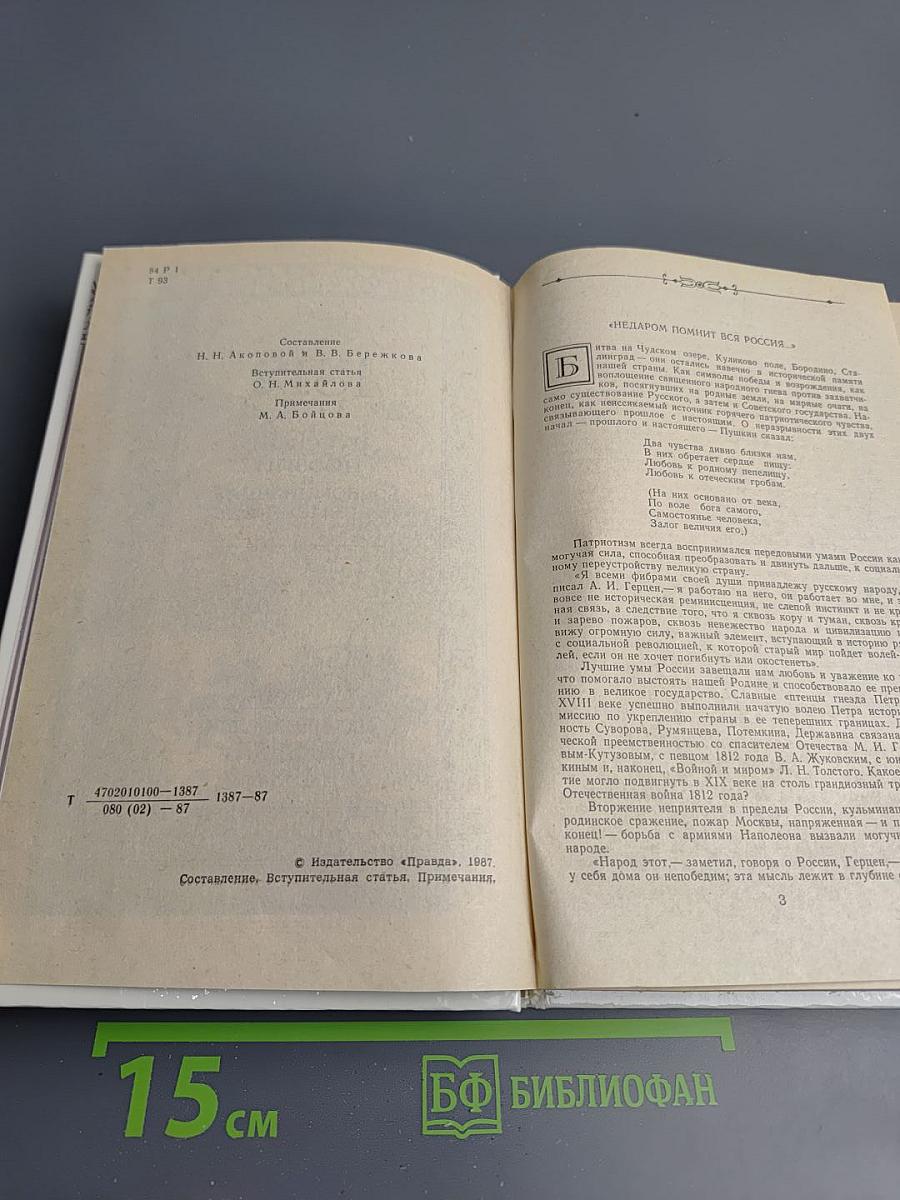 84 Р 1
Т 93
Составление
Н. Н. Акоповой и В. В. Бережкова
Вступительная статья
О. Н. Михайлова
Примечания
М. А. Бойцова
Т 4702010100—1387 1387—87
080 (02) — 87
© Издательство «Правда», 1987.
Составление, Вступительная статья, Примечания,
«НЕДАРОМ ПОМНИТ ВСЯ РОССИЯ...»
Битва на Чудском озере, Куликово поле, Бородино, Ста-
линград — они остались навечно в исторической памяти
нашей страны. Как символы победы и возрождения, как
воплощение священного народного гнева против захватчи-
ков, посягнувших на родные земли, на мирные очаги, на
само существование Русского, а затем и Советского государства. На-
конец, как неиссякаемый источник горячего патриотического чувства,
связывающего прошлое с настоящим. О неразрывности этих двух
начал — прошлого и настоящего — Пушкин сказал:
Два чувства дивно близки нам,
В них обретает сердце пищу:
Любовь к родному пепелищу,
Любовь к отеческим гробам.
(На них основано от века,
По воле бога самого,
Самостоянье человека,
Залог величия его.)
Патриотизм всегда воспринимался передовыми умами России как
могучая сила, способная преобразовать и двинуть дальше, к социаль
ному переустройству великую страну.
«Я всеми фибрами своей души принадлежу русскому народу,
писал А. И. Герцен,— я работаю на него, он работает во мне, и э
вовсе не историческая реминисценция, не слепой инстинкт и не кр
ная связь, а следствие того, что я сквозь кору и туман, сквозь кр
и зарево пожаров, сквозь невежество народа и цивилизацию
вижу огромную силу, важный элемент, вступающий в историю р
с социальной революцией, к которой старый мир пойдет волей-
лей, если он не хочет погибнуть или окостенеть».
Лучшие умы России завещали нам любовь и уважение ко
что помогало выстоять нашей Родине и способствовало ее пре
нию в великое государство. Славные «птенцы гнезда Петр
XVIII веке успешно выполнили начатую волею Петра истори
миссию по укреплению страны в ее теперешних границах. Л
ность Суворова, Румянцева, Потемкина, Державина связана
ческой преемственностью со спасителем Отечества М. И. Г
вым-Кутузовым, с певцом 1812 года В. А. Жуковским, с юн
киным и, наконец, «Войной и миром» Л. Н. Толстого. Какое
тие могло подвигнуть в XIX веке на столь грандиозный тр
Отечественная война 1812 года?
Вторжение неприятеля в пределы России, кульминац
родинское сражение, пожар Москвы, напряженная — и п
конец! — борьба с армиями Наполеона вызвали могучи
народе.
«Народ этот,— заметил, говоря о России, Герцен,—
у себя дома он непобедим; эта мысль лежит в глубине
3
15 см
БФ БИБЛИОФАН